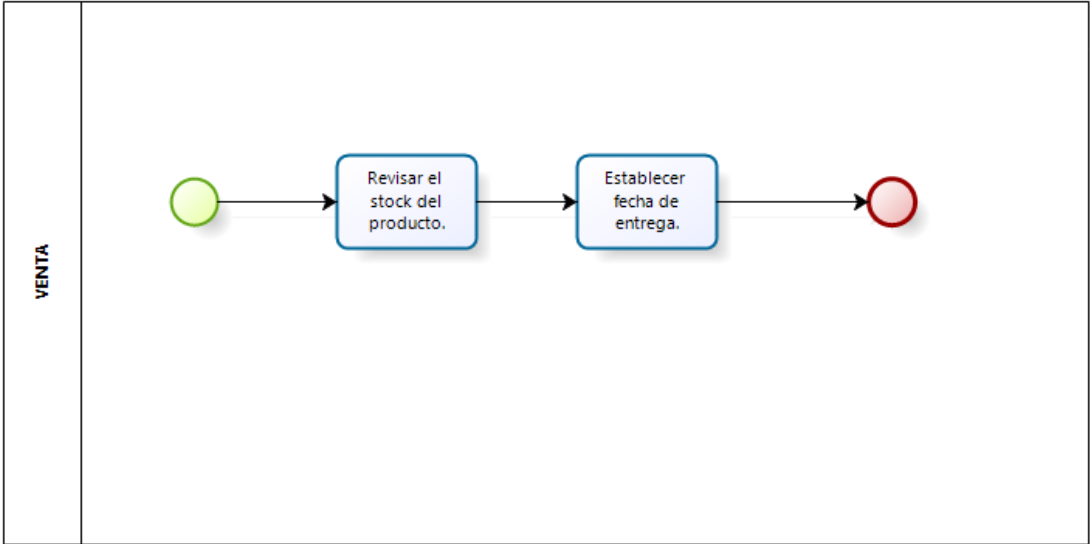 VENTA
Revisar el
stock del
producto.
Establecer
fecha de
entrega.